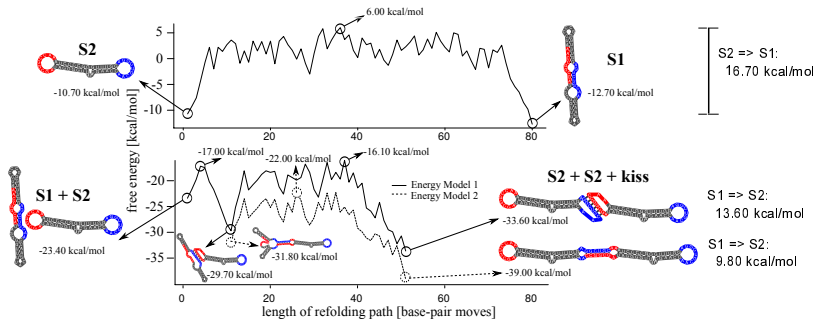 6.00 kcal/mol
S2
-10.70 kcal/mol
5
0
-5
-10
0
20
40
60
80
S1
-12.70 kcal/mol
S2 => S1:
16.70 kcal/mol
free energy [kcal/mol]
-17.00 kcal/mol
-22.00 kcal/mol
-16.10 kcal/mol
S1 + S2
-23.40 kcal/mol
-20
-25
-30
-35
Energy Model 1
Energy Model 2
-29.70 kcal/mol
-31.80 kcal/mol
S2 + S2 + kiss
-33.60 kcal/mol
-39.00 kcal/mol
S1 => S2:
13.60 kcal/mol
S1 => S2:
9.80 kcal/mol
0
20
40
60
80
length of refolding path [base-pair moves]